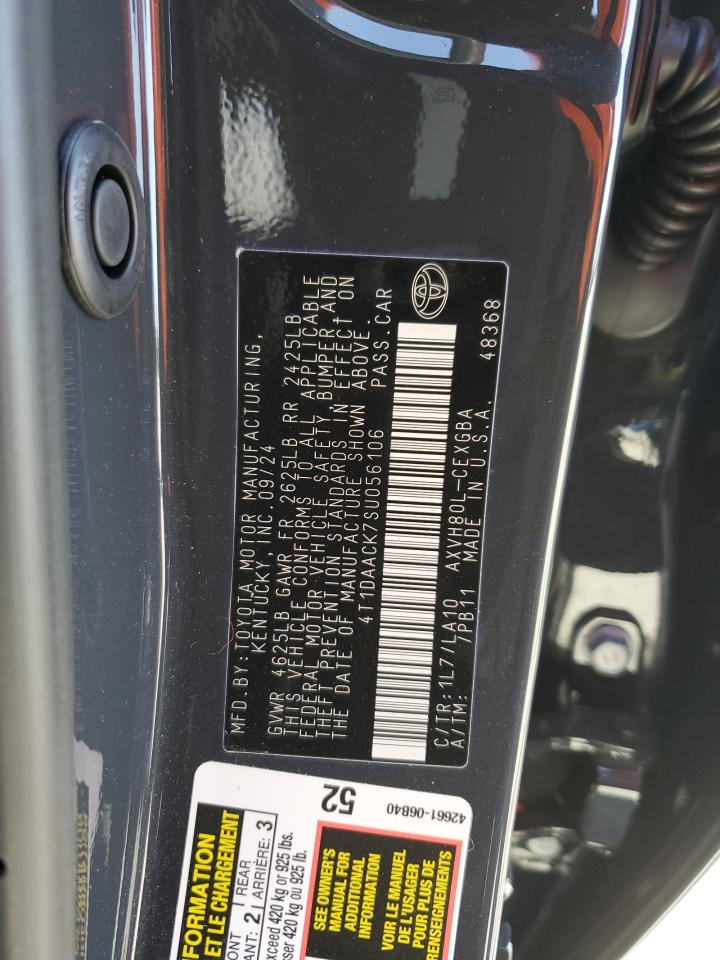 MFD. BY: TOYOTA MOTOR MANUFACTURING,
KENTUCKY, INC. 09/24
GVWR 4625LB GAWR FR 2625LB RR 2425LB
THIS VEHICLE CONFORMS TO ALL APPLICABLE
FEDERAL MOTOR VEHICLE SAFETY, BUMPER, AND
THEFT PREVENTION STANDARDS IN EFFECT ON
THE DATE OF MANUFACTURE SHOWN ABOVE.
4T1DAACK7SU056106 PASS. CAR
C/TR: 1L7/LA10 AXVH80L-CEXGBA
A/TM: 7PB11 MADE IN U.S.A. 48368
52
42661-06B40
FORMATION
ET LE CHARGEMENT
ONT 2 REAR 3
ANT: ARRIÈRE:
xceed 420 kg or 925 lbs.
sser 420 kg ou 925 lb.
SEE OWNER'S
MANUAL FOR
ADDITIONAL
INFORMATION
VOIR LE MANUEL
DE L'USAGER
POUR PLUS DE
RENSEIGNEMENTS